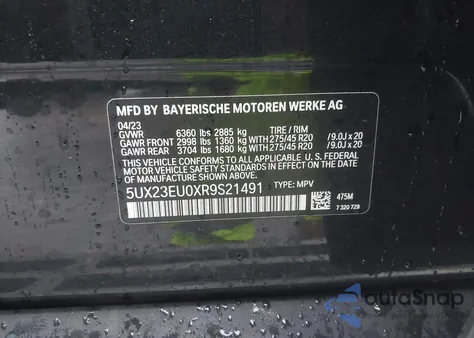 MFD BY BAYERISCHE MOTOREN WERKE AG
04/23
GVWR 6360 lbs 2885 kg TIRE / RIM
GAWR FRONT 2998 lbs 1360 kg WITH 275/45 R20 / 9.0J x 20
GAWR REAR 3704 lbs 1680 kg WITH 275/45 R20 / 9.0J x 20
THIS VEHICLE CONFORMS TO ALL APPLICABLE U. S. FEDERAL
MOTOR VEHICLE SAFETY STANDARDS IN EFFECT ON THE DATE
OF MANUFACTURE SHOWN ABOVE.
5UX23EU0XR9S21491 TYPE: MPV
475M
7 320 729
autoSnap